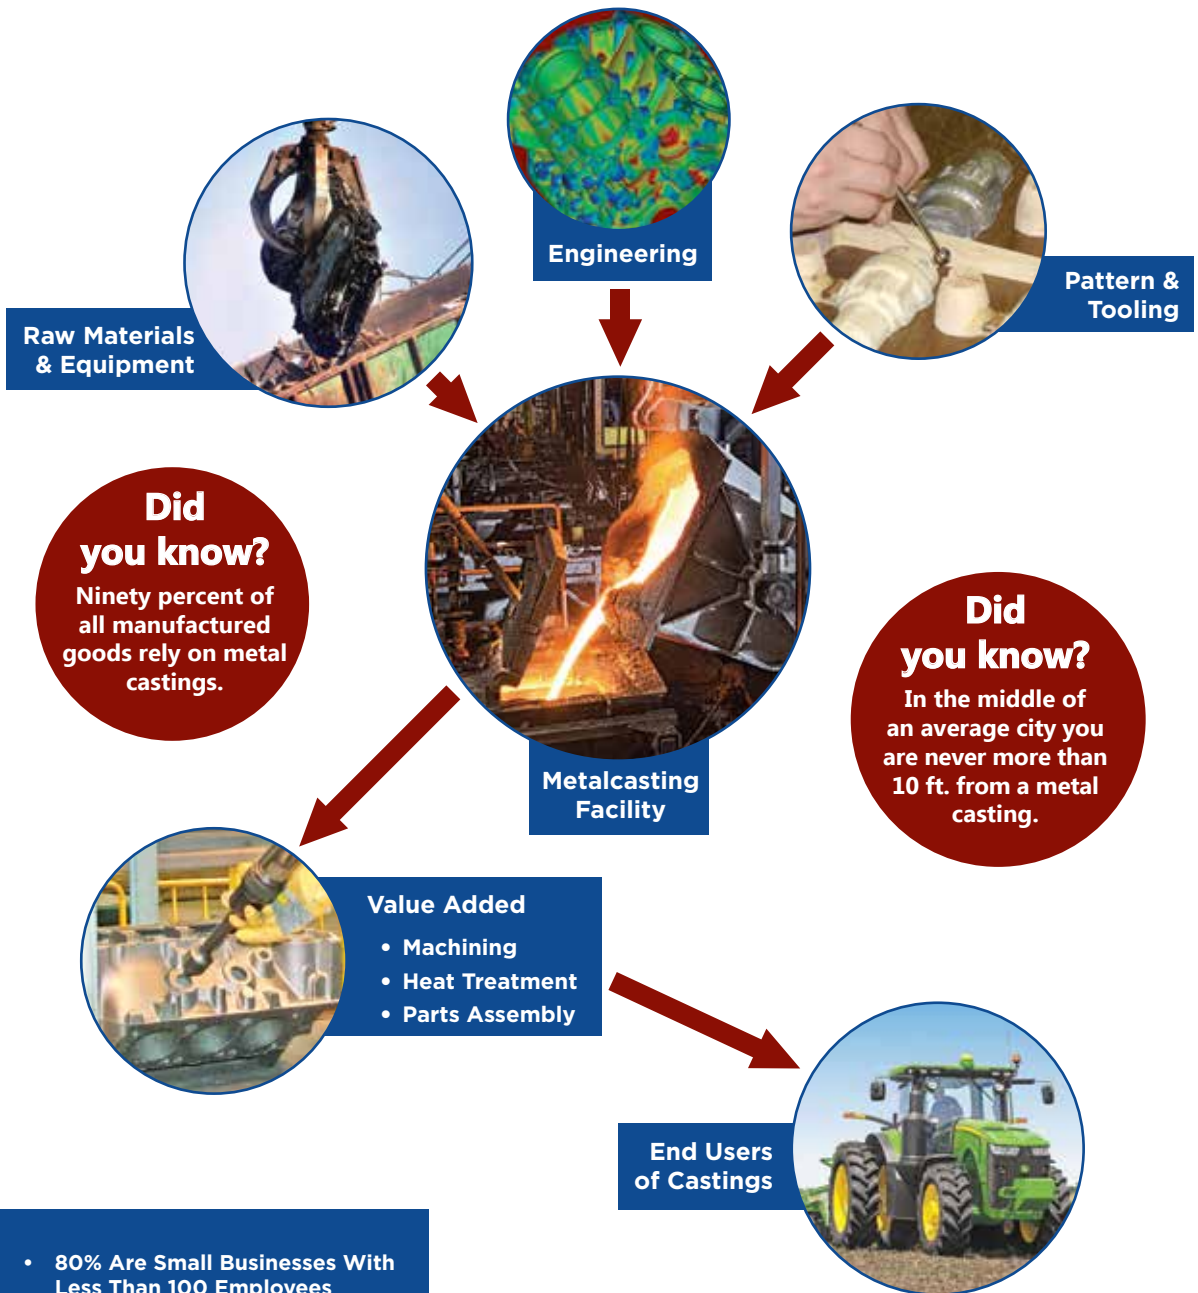 Engineering
Pattern &
Tooling
Raw Materials
& Equipment
Did
you know?
Ninety percent of
all manufactured
goods rely on metal
castings.
Did
you know?
In the middle of
an average city you
are never more than
10 ft. from a metal
casting.
Metalcasting
Facility
Value Added
• Machining
• Heat Treatment
• Parts Assembly
End Users
of Castings
• 80% Are Small Businesses With
Less Than 100 Employees